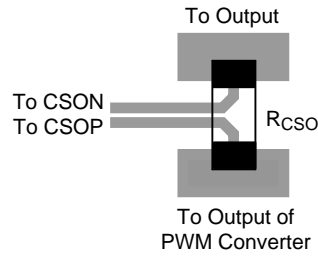 To Output
To CSON
To CSOP
RCSO
To Output of
PWM Converter